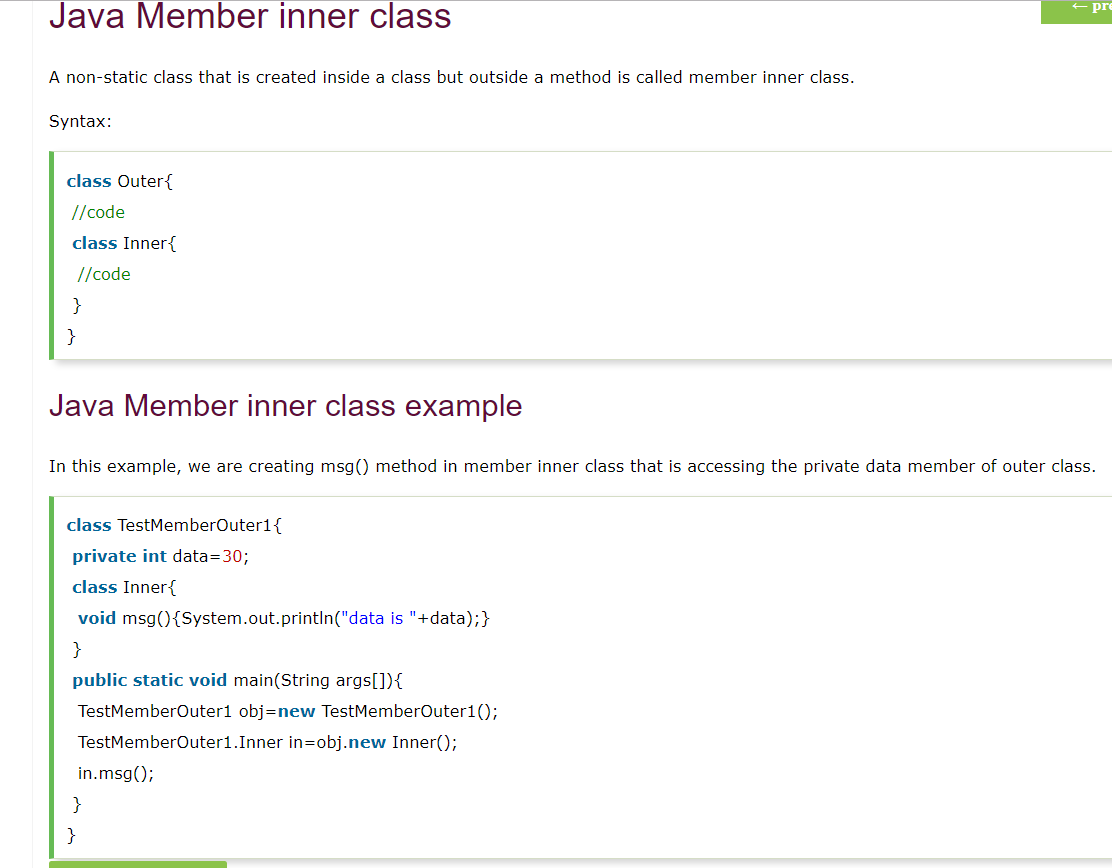 Java Member inner class
← pre
A non-static class that is created inside a class but outside a method is called member inner class.
Syntax:
class Outer{
//code
class Inner{
//code
}
}
Java Member inner class example
In this example, we are creating msg() method in member inner class that is accessing the private data member of outer class.
class TestMemberOuter1{
private int data=30;
class Inner{
void msg(){System.out.println("data is "+data);}
}
public static void main(String args[]){
TestMemberOuter1 obj=new TestMemberOuter1();
TestMemberOuter1.Inner in=obj.new Inner();
in.msg();
}
}